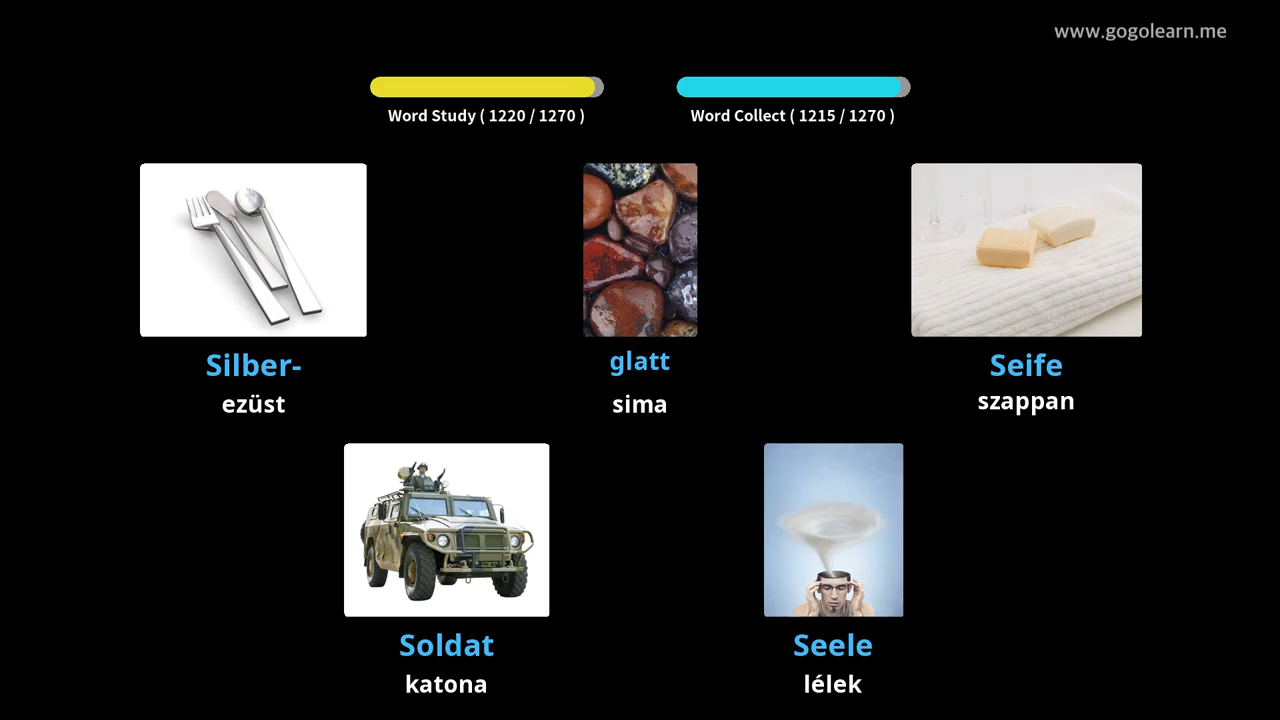 www.gogolearn.me
Word Study ( 1220 / 1270 )
Word Collect ( 1215 / 1270 )
Silber-
ezüst
glatt
sima
Seife
szappan
Soldat
katona
Seele
lélek